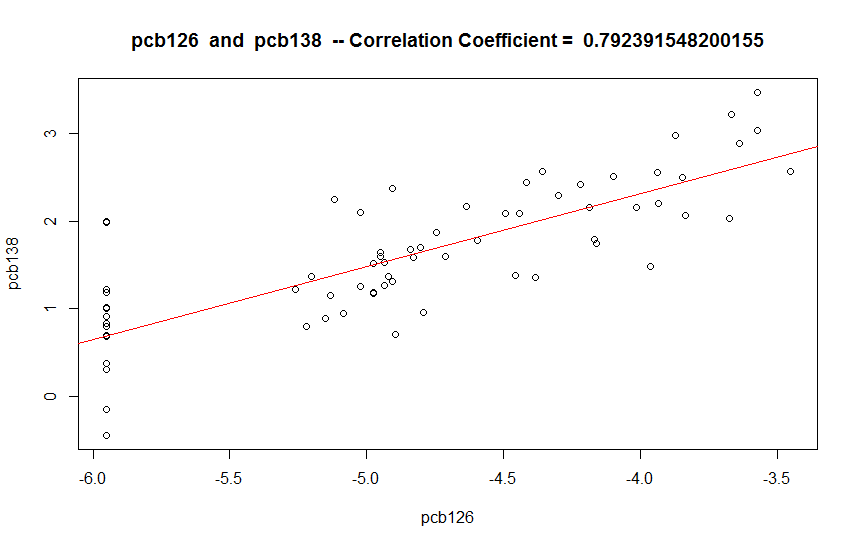 pcb126 and pcb138 -- Correlation Coefficient = 0.792391548200155
3
2
1
0
pcb138
-6.0 -5.5 -5.0 -4.5 -4.0 -3.5
pcb126